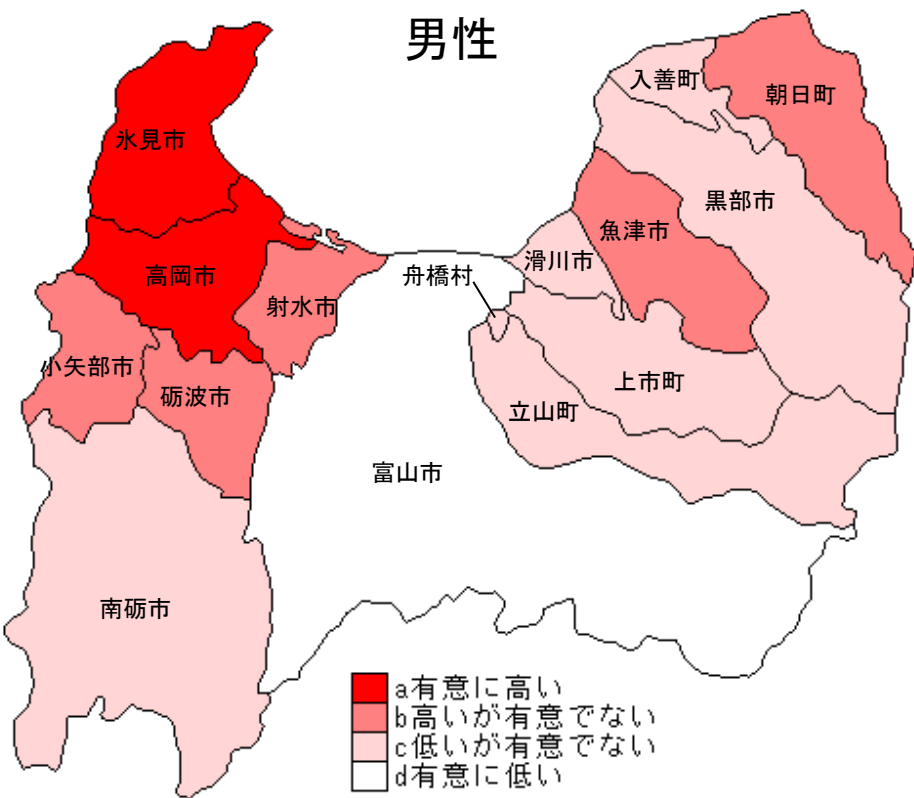 男性
入善町
朝日町
氷見市
黒部市
魚津市
滑川市
高岡市
舟橋村
射水市
小矢部市
上市町
砺波市
立山町
富山市
南砺市
a有意に高い
b高いが有意でない
c低いが有意でない
d有意に低い